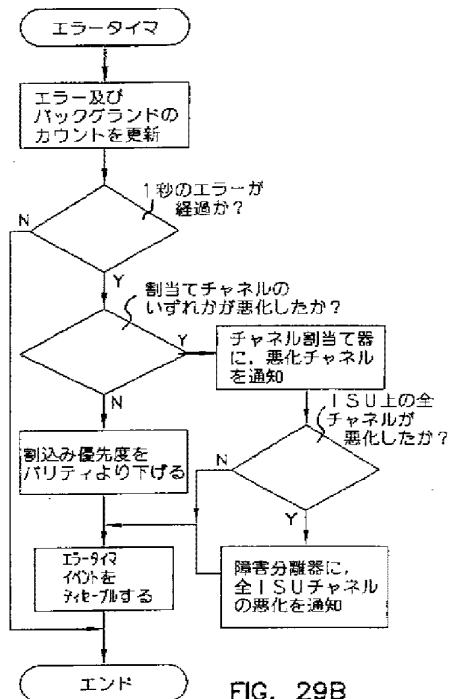 エラータイマ
エラー及び
バックグランドの
カウントを更新
1秒のエラーが
経過か?
N
Y
割当てチャネルの
いずれかが悪化したか?
Y
チャネル割当て器
に,悪化チャネル
を通知
N
ISU上の全
チャネルが
悪化したか?
割込み優先度を
パリティより下げる
N
Y
エラータイマ
イベントを
ディセーブルする
障害分離器に,
全ISUチャネル
の悪化を通知
エンド
FIG. 29B